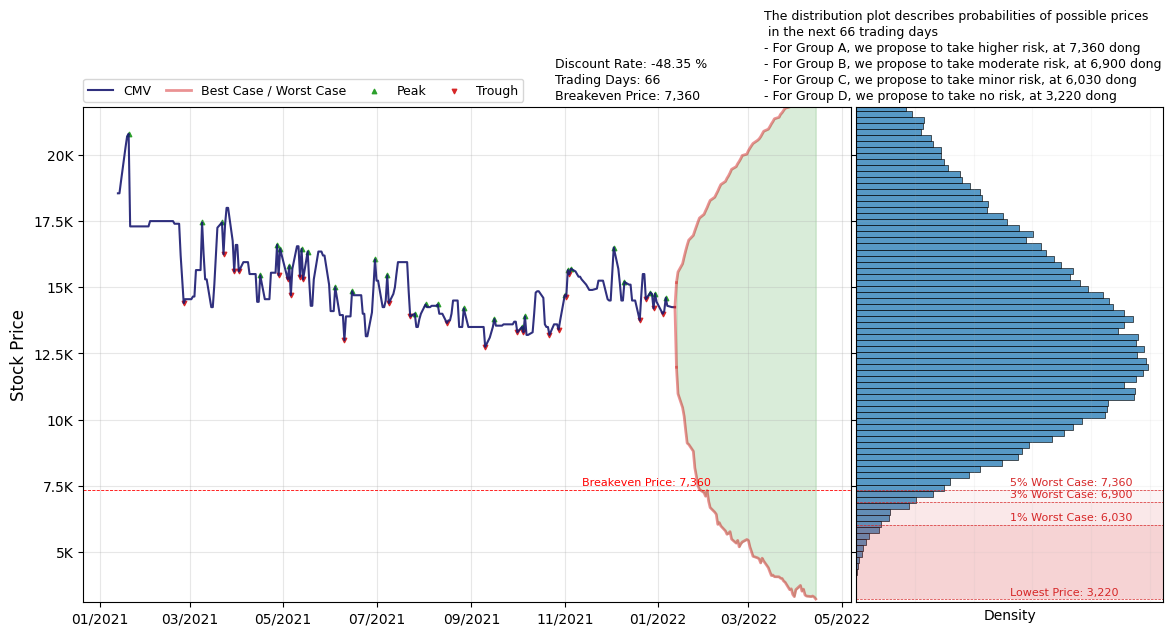 The distribution plot describes probabilities of possible prices
in the next 66 trading days
- For Group A, we propose to take higher risk, at 7,360 dong
- For Group B, we propose to take moderate risk, at 6,900 dong
- For Group C, we propose to take minor risk, at 6,030 dong
- For Group D, we propose to take no risk, at 3,220 dong
Discount Rate: -48.35 %
Trading Days: 66
Breakeven Price: 7,360
CMV
Best Case / Worst Case
Peak
Trough
Stock Price
20K
17.5K
15K
12.5K
10K
7.5K
5K
Breakeven Price: 7,360
5% Worst Case: 7,360
3% Worst Case: 6,900
1% Worst Case: 6,030
Lowest Price: 3,220
01/2021
03/2021
05/2021
07/2021
09/2021
11/2021
01/2022
03/2022
05/2022
Density